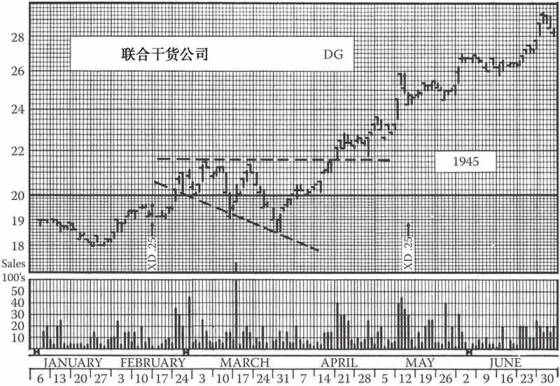 联合干货公司 DG
28
26
24
22
1945
20
19
18
XD .25
XD .25
Sales
100's
50
40
30
20
10
JANUARY FEBRUARY MARCH APRIL MAY JUNE
6 13 20 27 3 10 17 24 3 10 17 24 31 7 14 21 28 5 12 19 26 2 9 16 23 30